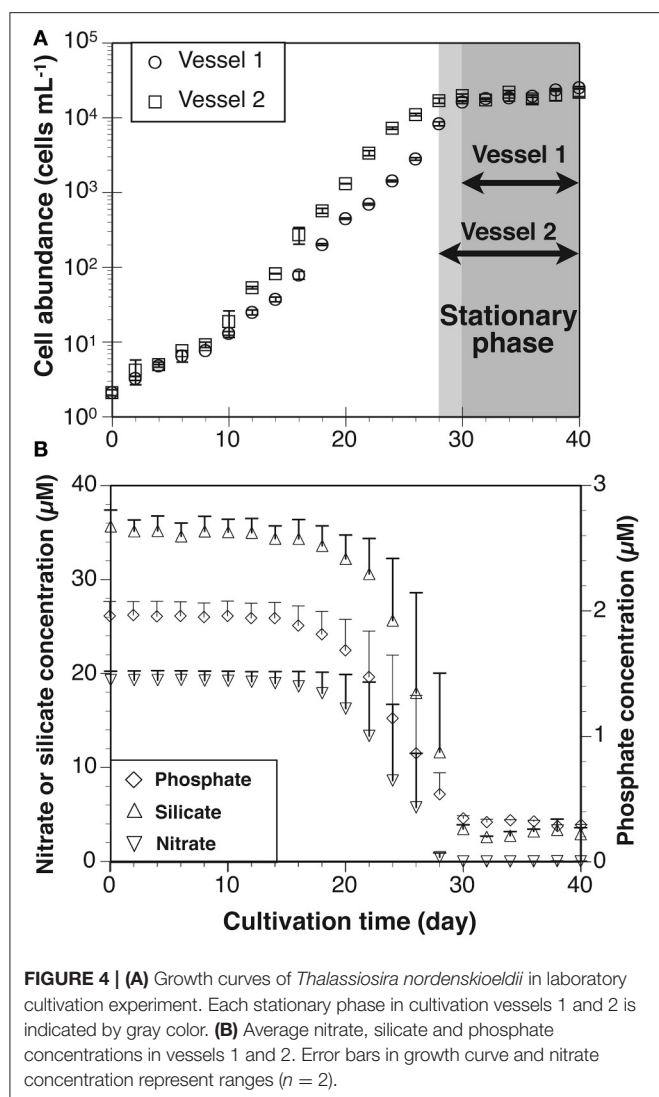 A
Cell abundance (cells mL-1)
10⁵
10⁴
10³
10²
10¹
10⁰
Vessel 1
Vessel 2
Vessel 1
Vessel 2
Stationary
phase
0
10
20
30
40
B
Nitrate or silicate concentration (µM)
40
30
20
10
0
Phosphate
Silicate
Nitrate
3
2
1
0
Phosphate concentration (µM)
0
10
20
30
40
Cultivation time (day)
FIGURE 4 | (A) Growth curves of Thalassiosira nordenskioeldii in laboratory
cultivation experiment. Each stationary phase in cultivation vessels 1 and 2 is
indicated by gray color. (B) Average nitrate, silicate and phosphate
concentrations in vessels 1 and 2. Error bars in growth curve and nitrate
concentration represent ranges (n = 2).